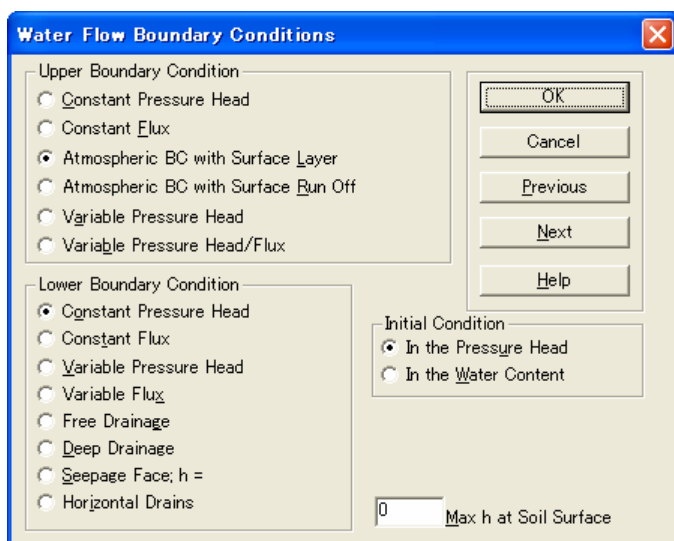 Water Flow Boundary Conditions
Upper Boundary Condition
Constant Pressure Head
Constant Flux
Atmospheric BC with Surface Layer
Atmospheric BC with Surface Run Off
Variable Pressure Head
Variable Pressure Head/Flux
OK
Cancel
Previous
Next
Help
Lower Boundary Condition
Constant Pressure Head
Constant Flux
Variable Pressure Head
Variable Flux
Free Drainage
Deep Drainage
Seepage Face; h =
Horizontal Drains
Initial Condition
In the Pressure Head
In the Water Content
0 Max h at Soil Surface